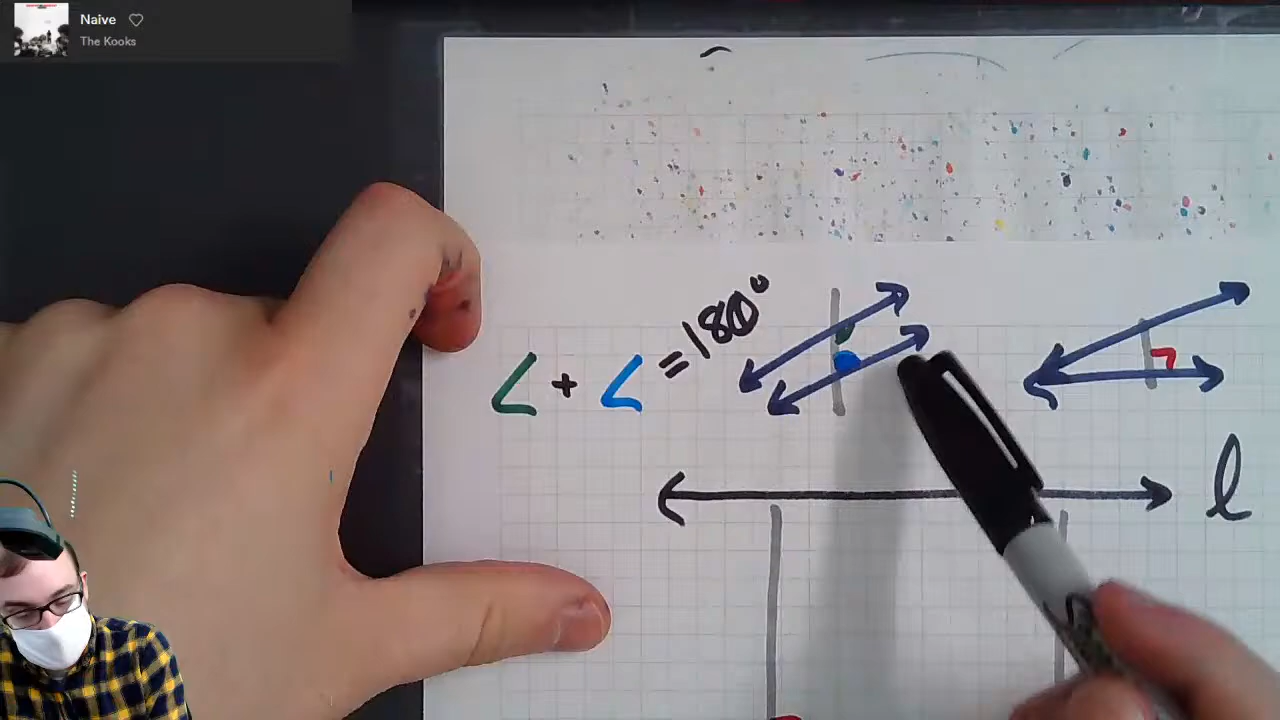 Naive
The Kooks
∠ + ∠ = 180°
l